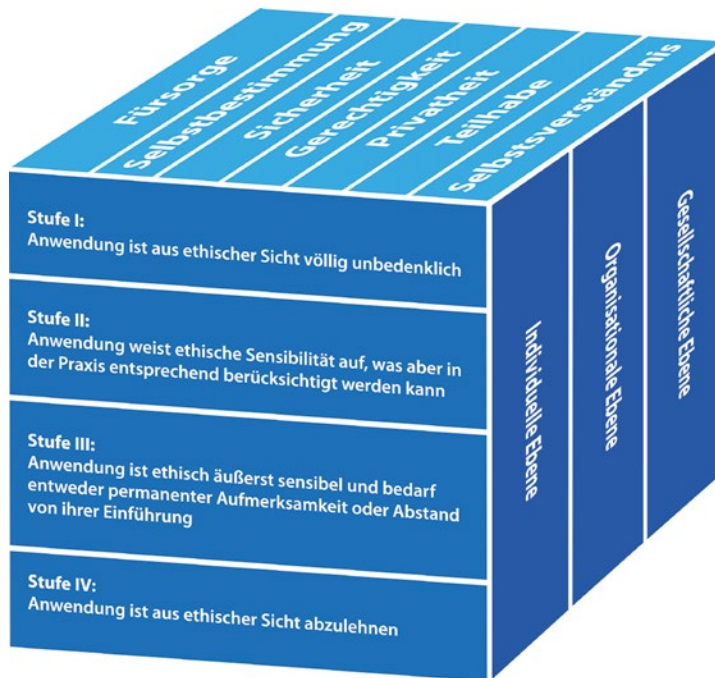 Fürsorge
Selbstbestimmung
Sicherheit
Gerechtigkeit
Privatheit
Teilhabe
Selbstsverständnis
Stufe I:
Anwendung ist aus ethischer Sicht völlig unbedenklich
Stufe II:
Anwendung weist ethische Sensibilität auf, was aber in
der Praxis entsprechend berücksichtigt werden kann
Stufe III:
Anwendung ist ethisch äußerst sensibel und bedarf
entweder permanenter Aufmerksamkeit oder Abstand
von ihrer Einführung
Stufe IV:
Anwendung ist aus ethischer Sicht abzulehnen
Individuelle Ebene
Organisationale Ebene
Gesellschaftliche Ebene